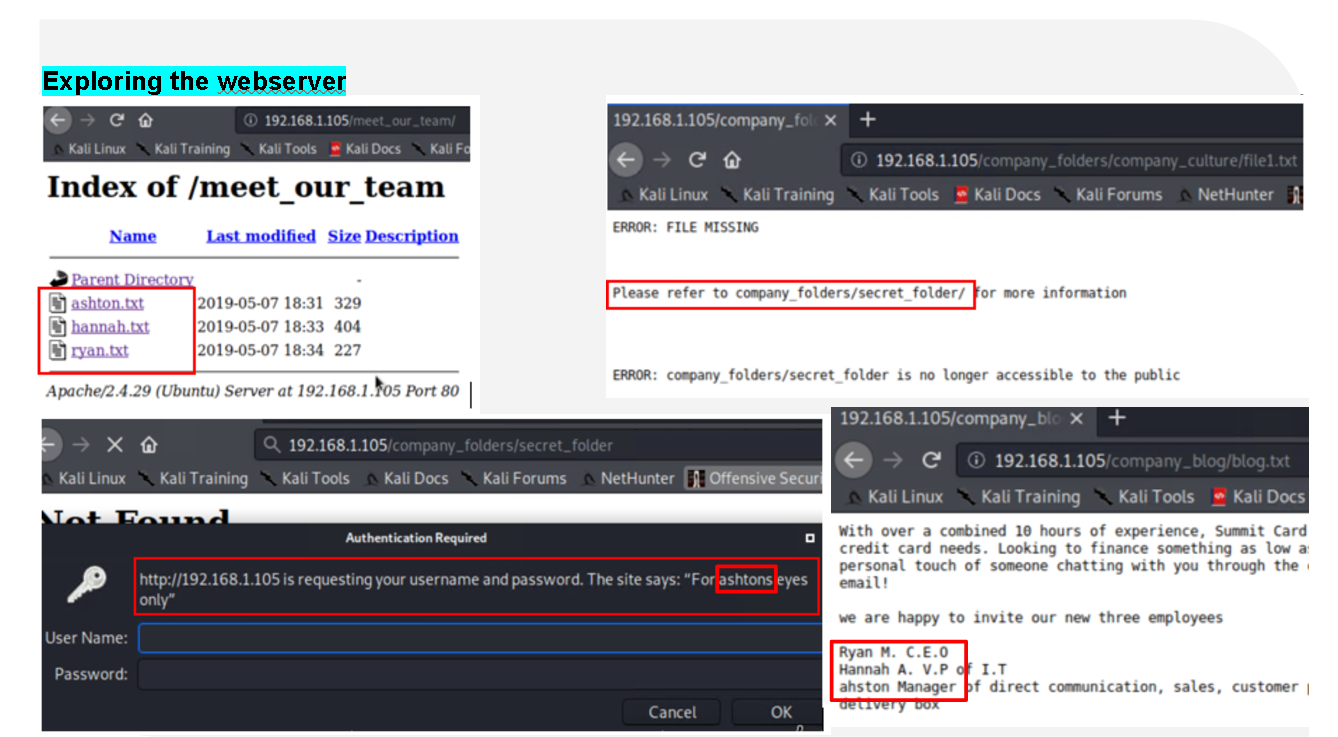 Exploring the webserver
192.168.1.105/meet_our_team/
Kali Linux Kali Training Kali Tools Kali Docs Kali Fo
Index of /meet_our_team
Name Last modified Size Description
Parent Directory -
ashton.txt 2019-05-07 18:31 329
hannah.txt 2019-05-07 18:33 404
ryan.txt 2019-05-07 18:34 227
Apache/2.4.29 (Ubuntu) Server at 192.168.1.105 Port 80
192.168.1.105/company_fol
192.168.1.105/company_folders/company_culture/file1.txt
Kali Linux Kali Training Kali Tools Kali Docs Kali Forums NetHunter
ERROR: FILE MISSING
Please refer to company_folders/secret_folder/ for more information
ERROR: company_folders/secret_folder is no longer accessible to the public
192.168.1.105/company_folders/secret_folder
Kali Linux Kali Training Kali Tools Kali Docs Kali Forums NetHunter Offensive Securi
Not Found
Authentication Required
http://192.168.1.105 is requesting your username and password. The site says: “For ashtons eyes
only”
User Name:
Password:
Cancel OK
192.168.1.105/company_blo
192.168.1.105/company_blog/blog.txt
Kali Linux Kali Training Kali Tools Kali Docs
With over a combined 10 hours of experience, Summit Card
credit card needs. Looking to finance something as low a
personal touch of someone chatting with you through the
email!
we are happy to invite our new three employees
Ryan M. C.E.O
Hannah A. V.P of I.T
ahston Manager of direct communication, sales, customer
delivery box